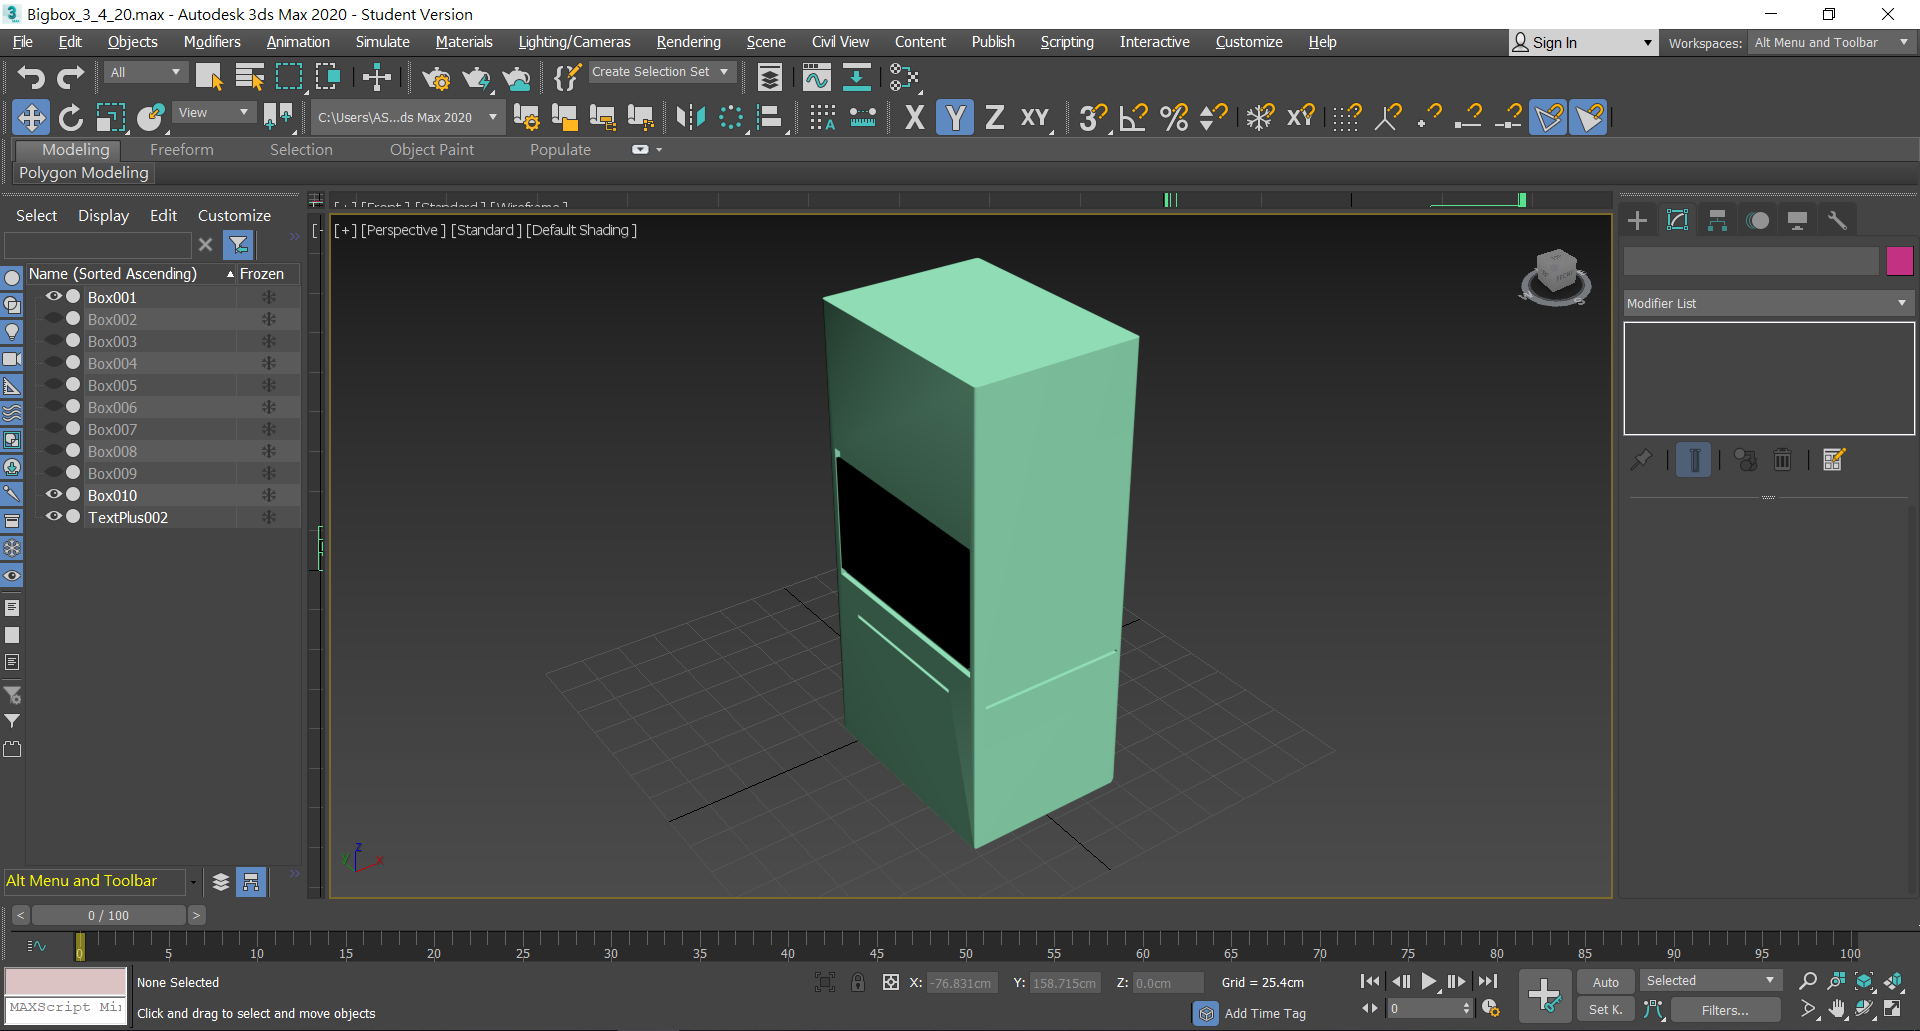 Bigbox_3_4_20.max - Autodesk 3ds Max 2020 - Student Version
File Edit Objects Modifiers Animation Simulate Materials Lighting/Cameras Rendering Scene Civil View Content Publish Scripting Interactive Customize Help
Sign In
Workspaces: Alt Menu and Toolbar
All
Create Selection Set
View
C:\Users\AS...ds Max 2020
X Y Z XY
3
Modeling Freeform Selection Object Paint Populate
Polygon Modeling
Select Display Edit Customize
[ + ] [Front ] [Standard ] [Wireframe ]
[ + ] [Perspective ] [Standard ] [Default Shading ]
Name (Sorted Ascending) Frozen
Box001
Box002
Box003
Box004
Box005
Box006
Box007
Box008
Box009
Box010
TextPlus002
Modifier List
z
y x
Alt Menu and Toolbar
< 0 / 100 >
0 5 10 15 20 25 30 35 40 45 50 55 60 65 70 75 80 85 90 95 100
None Selected
X: -76.831cm Y: 158.715cm Z: 0.0cm Grid = 25.4cm
Auto Selected
MAXScript Mi
Click and drag to select and move objects
Add Time Tag
0
Set K. Filters...